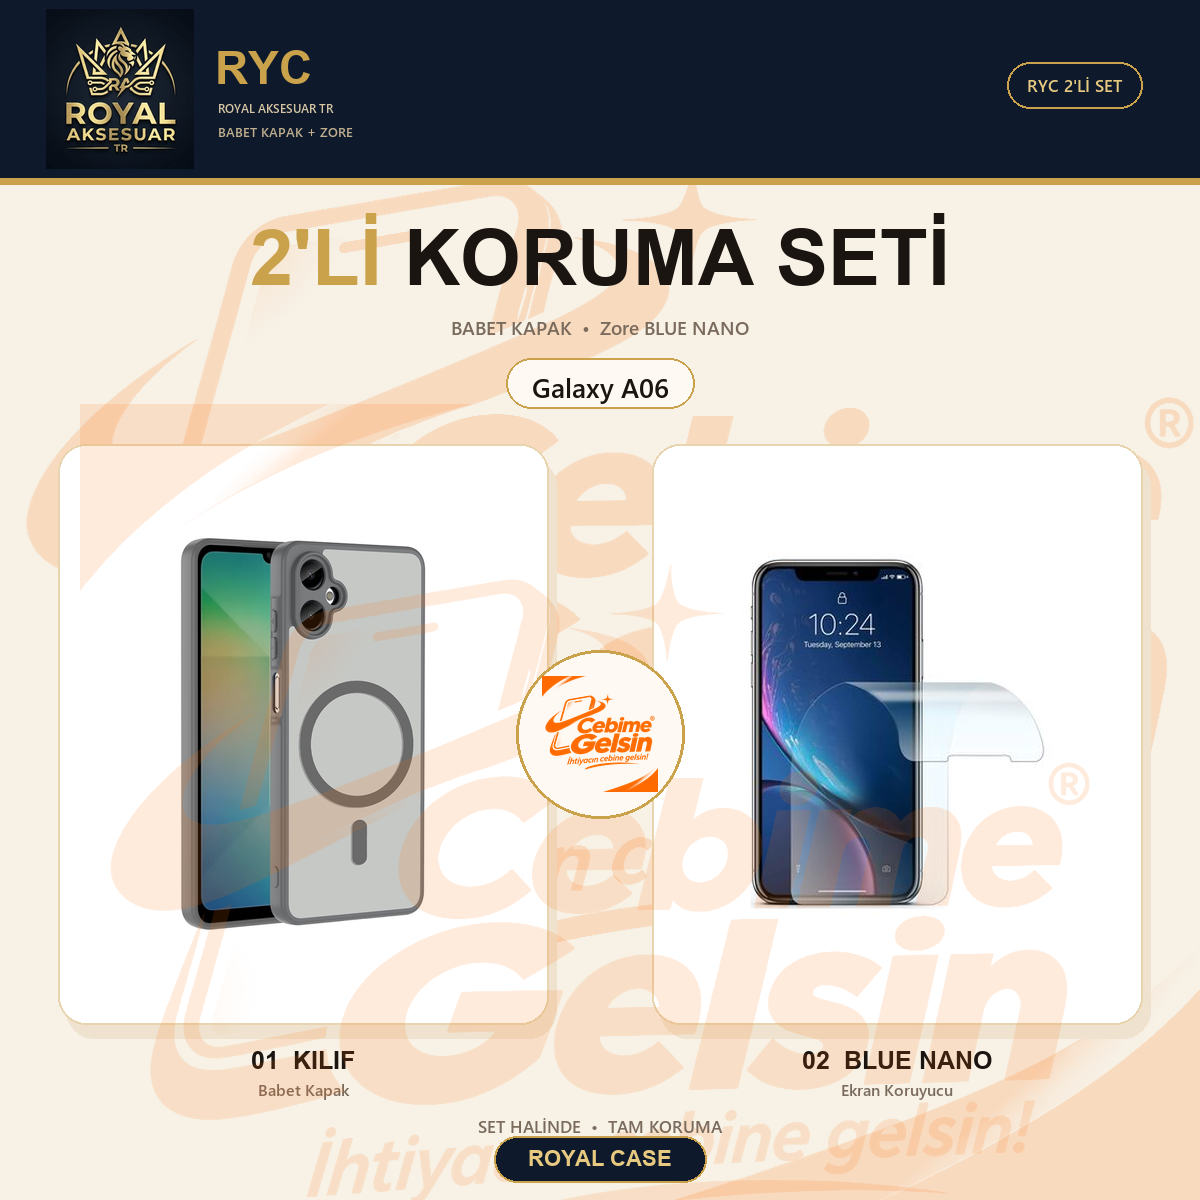 ROYAL
AKSESUAR
TR
RYC
ROYAL AKSESUAR TR
BABET KAPAK + ZORE
RYC 2'Lİ SET
2'Lİ KORUMA SETİ
BABET KAPAK • Zore BLUE NANO
Galaxy A06
10:24
Tuesday, September 13
Cebime®
Gelsin
İhtiyacın cebine gelsin!
Cebime®
Gelsin
01 KILIF
Babet Kapak
02 BLUE NANO
Ekran Koruyucu
SET HALİNDE • TAM KORUMA
ROYAL CASE